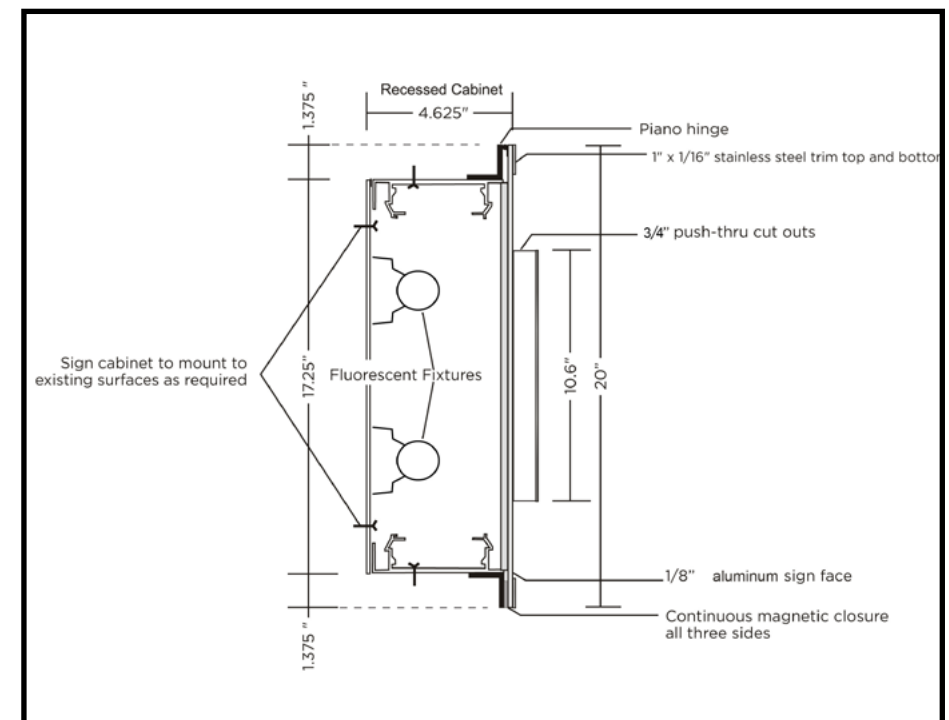 1.375 "
Recessed Cabinet
4.625"
Piano hinge
1" x 1/16" stainless steel trim top and bottor
3/4" push-thru cut outs
Sign cabinet to mount to
existing surfaces as required
17.25"
Fluorescent Fixtures
10.6"
20"
1/8" aluminum sign face
Continuous magnetic closure
all three sides
1.375 "